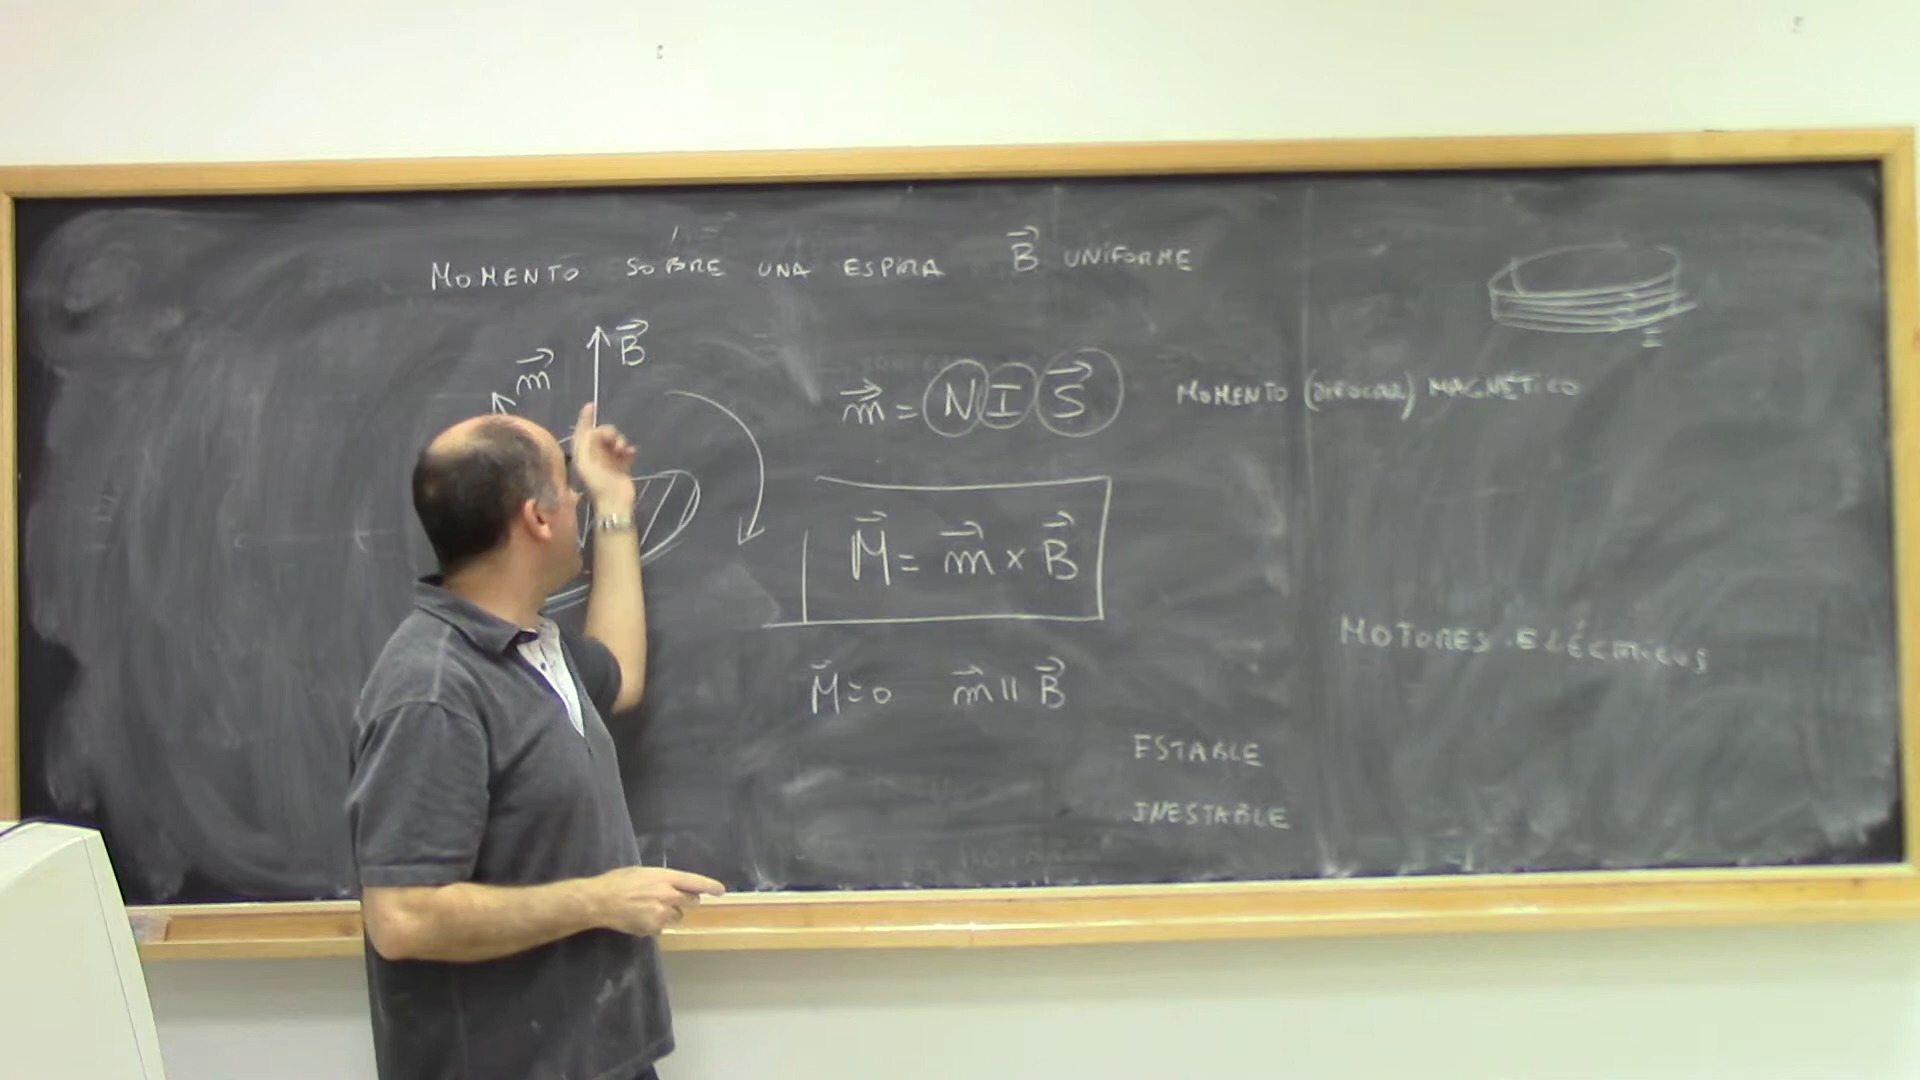 MOMENTO SOBRE UNA ESPIRA B⃗ UNIFORME
B⃗
m⃗
m⃗ = N I S⃗ MOMENTO (DIPOLAR) MAGNÉTICO
I
M⃗ = m⃗ × B⃗
MOTORES ELÉCTRICOS
M⃗ = 0 m⃗ || B⃗
ESTABLE
INESTABLE